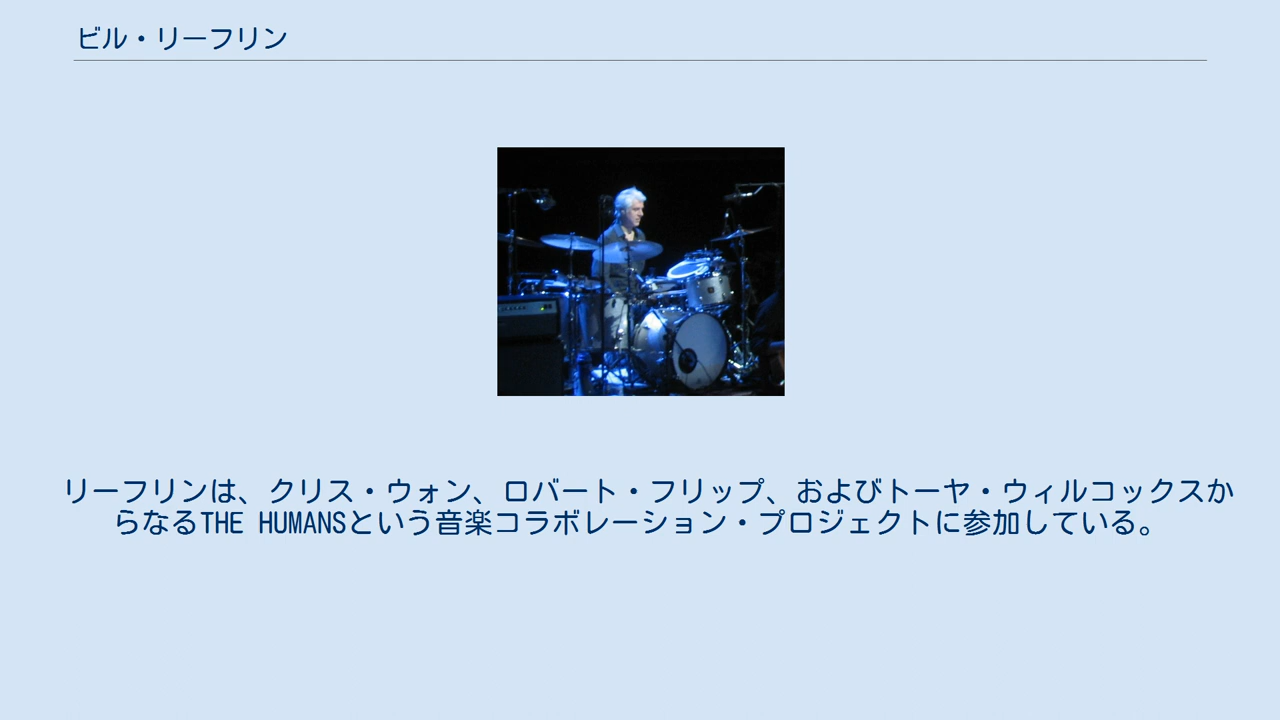 ビル・リーフリン
リーフリンは、クリス・ウォン、ロバート・フリップ、およびトーヤ・ウィルコックスか
らなるTHE HUMANSという音楽コラボレーション・プロジェクトに参加している。